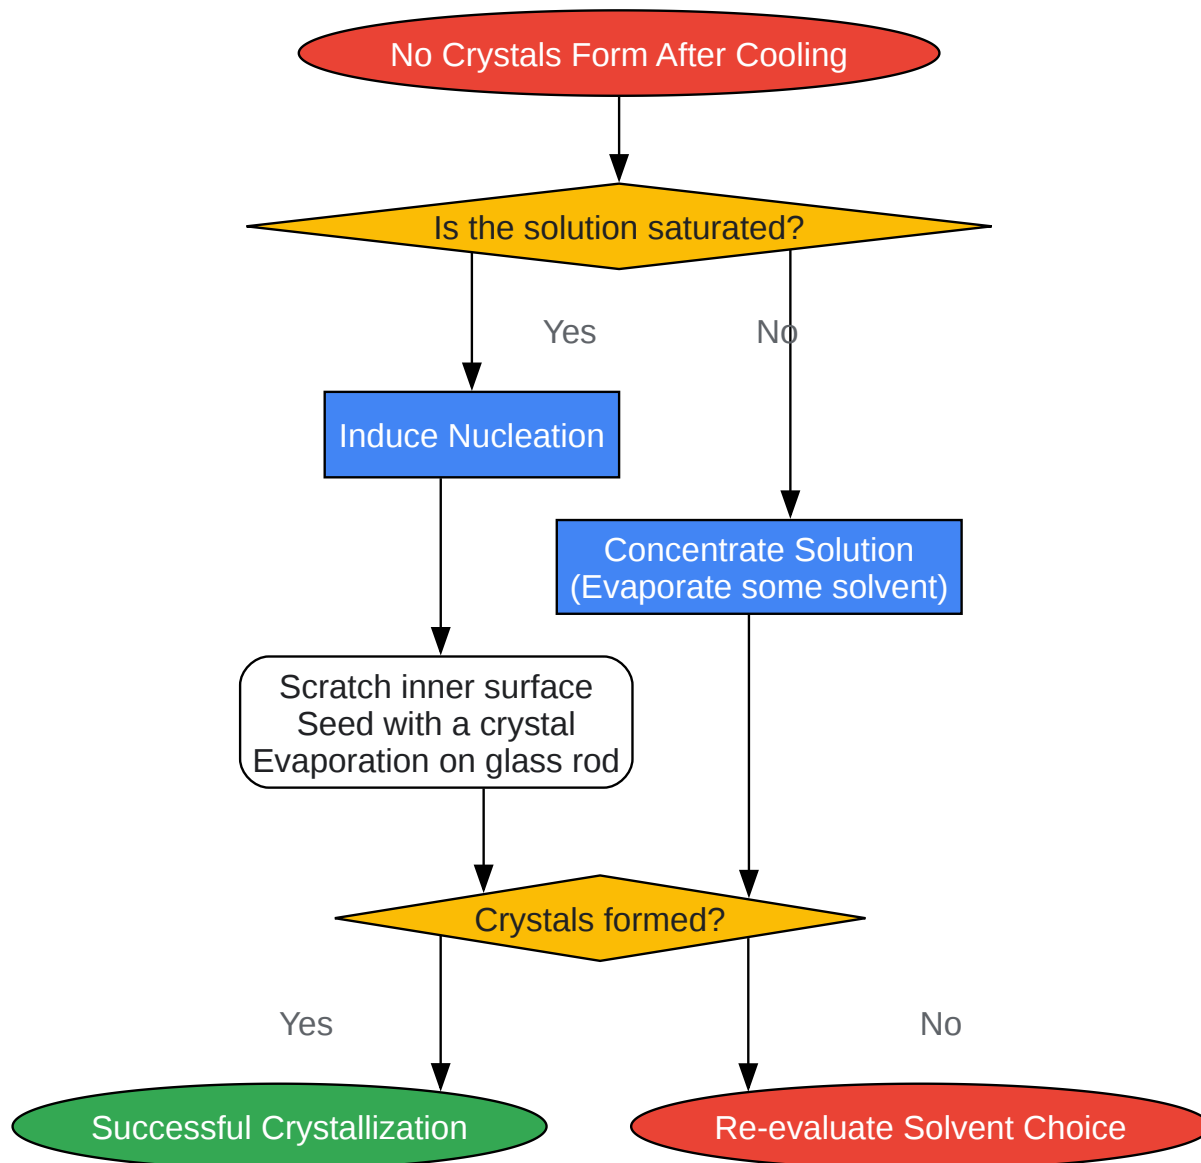 No Crystals Form After Cooling
Is the solution saturated?
Yes
No
Induce Nucleation
Concentrate Solution
(Evaporate some solvent)
Scratch inner surface
Seed with a crystal
Evaporation on glass rod
Crystals formed?
Yes
No
Successful Crystallization
Re-evaluate Solvent Choice